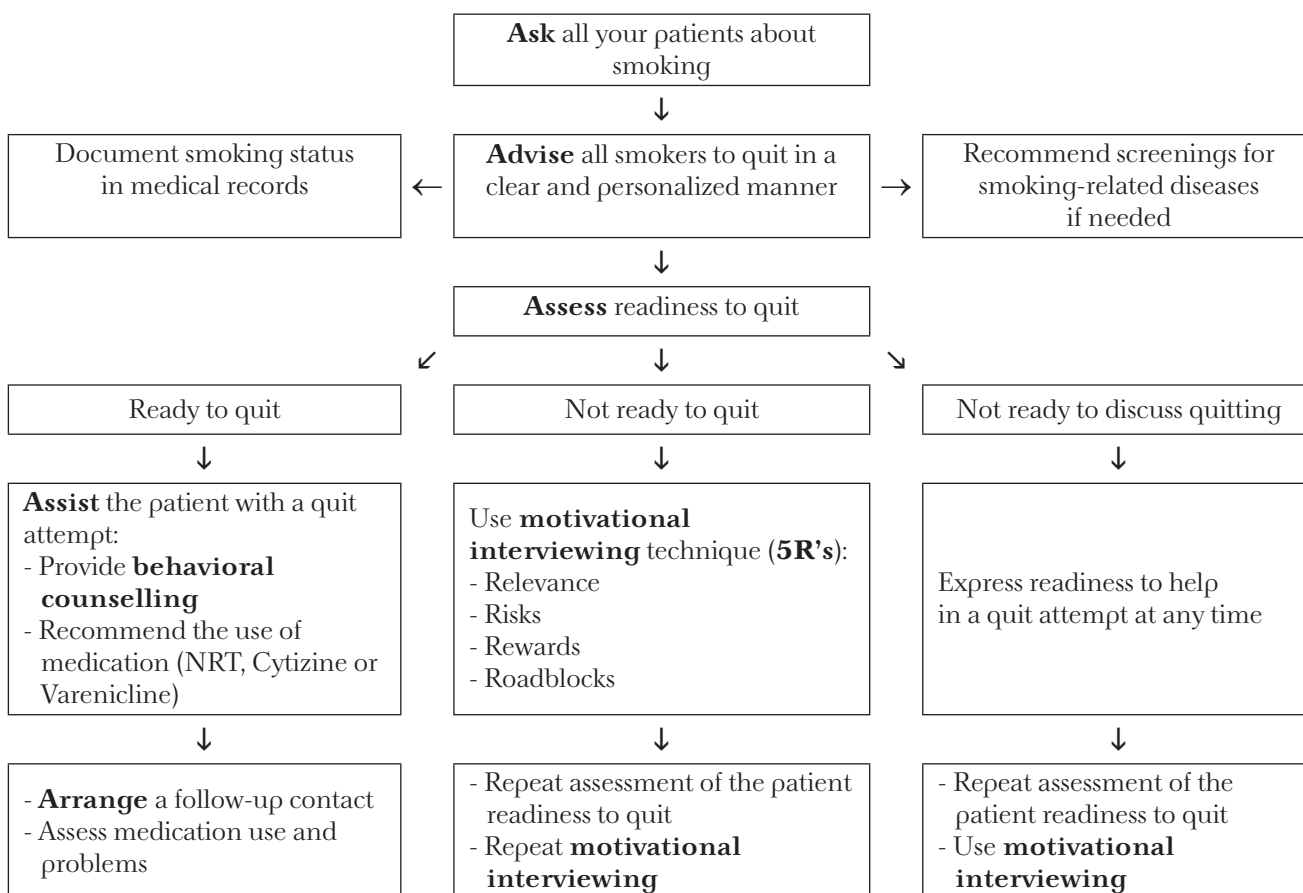 Ask all your patients about
smoking
↓
Document smoking status
in medical records
←
Advise all smokers to quit in a
clear and personalized manner
→
Recommend screenings for
smoking-related diseases
if needed
↓
Assess readiness to quit
↙ ↓ ↘
Ready to quit
Not ready to quit
Not ready to discuss quitting
↓ ↓ ↓
Assist the patient with a quit
attempt:
- Provide behavioral
counselling
- Recommend the use of
medication (NRT, Cytizine or
Varenicline)
Use motivational
interviewing technique (5R's):
- Relevance
- Risks
- Rewards
- Roadblocks
Express readiness to help
in a quit attempt at any time
↓ ↓ ↓
- Arrange a follow-up contact
- Assess medication use and
problems
- Repeat assessment of the patient
readiness to quit
- Repeat motivational
interviewing
- Repeat assessment of the
patient readiness to quit
- Use motivational
interviewing